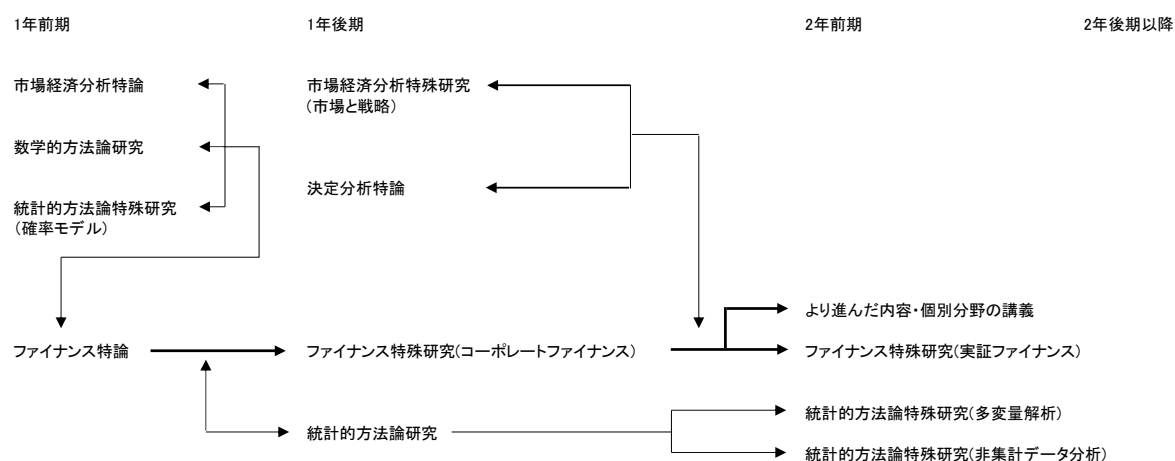 1年前期
1年後期
2年前期
2年後期以降
市場経済分析特論
市場経済分析特殊研究
(市場と戦略)
数学的方法論研究
決定分析特論
統計的方法論特殊研究
(確率モデル)
より進んだ内容・個別分野の講義
ファイナンス特論
ファイナンス特殊研究(コーポレートファイナンス)
ファイナンス特殊研究(実証ファイナンス)
統計的方法論研究
統計的方法論特殊研究(多変量解析)
統計的方法論特殊研究(非集計データ分析)